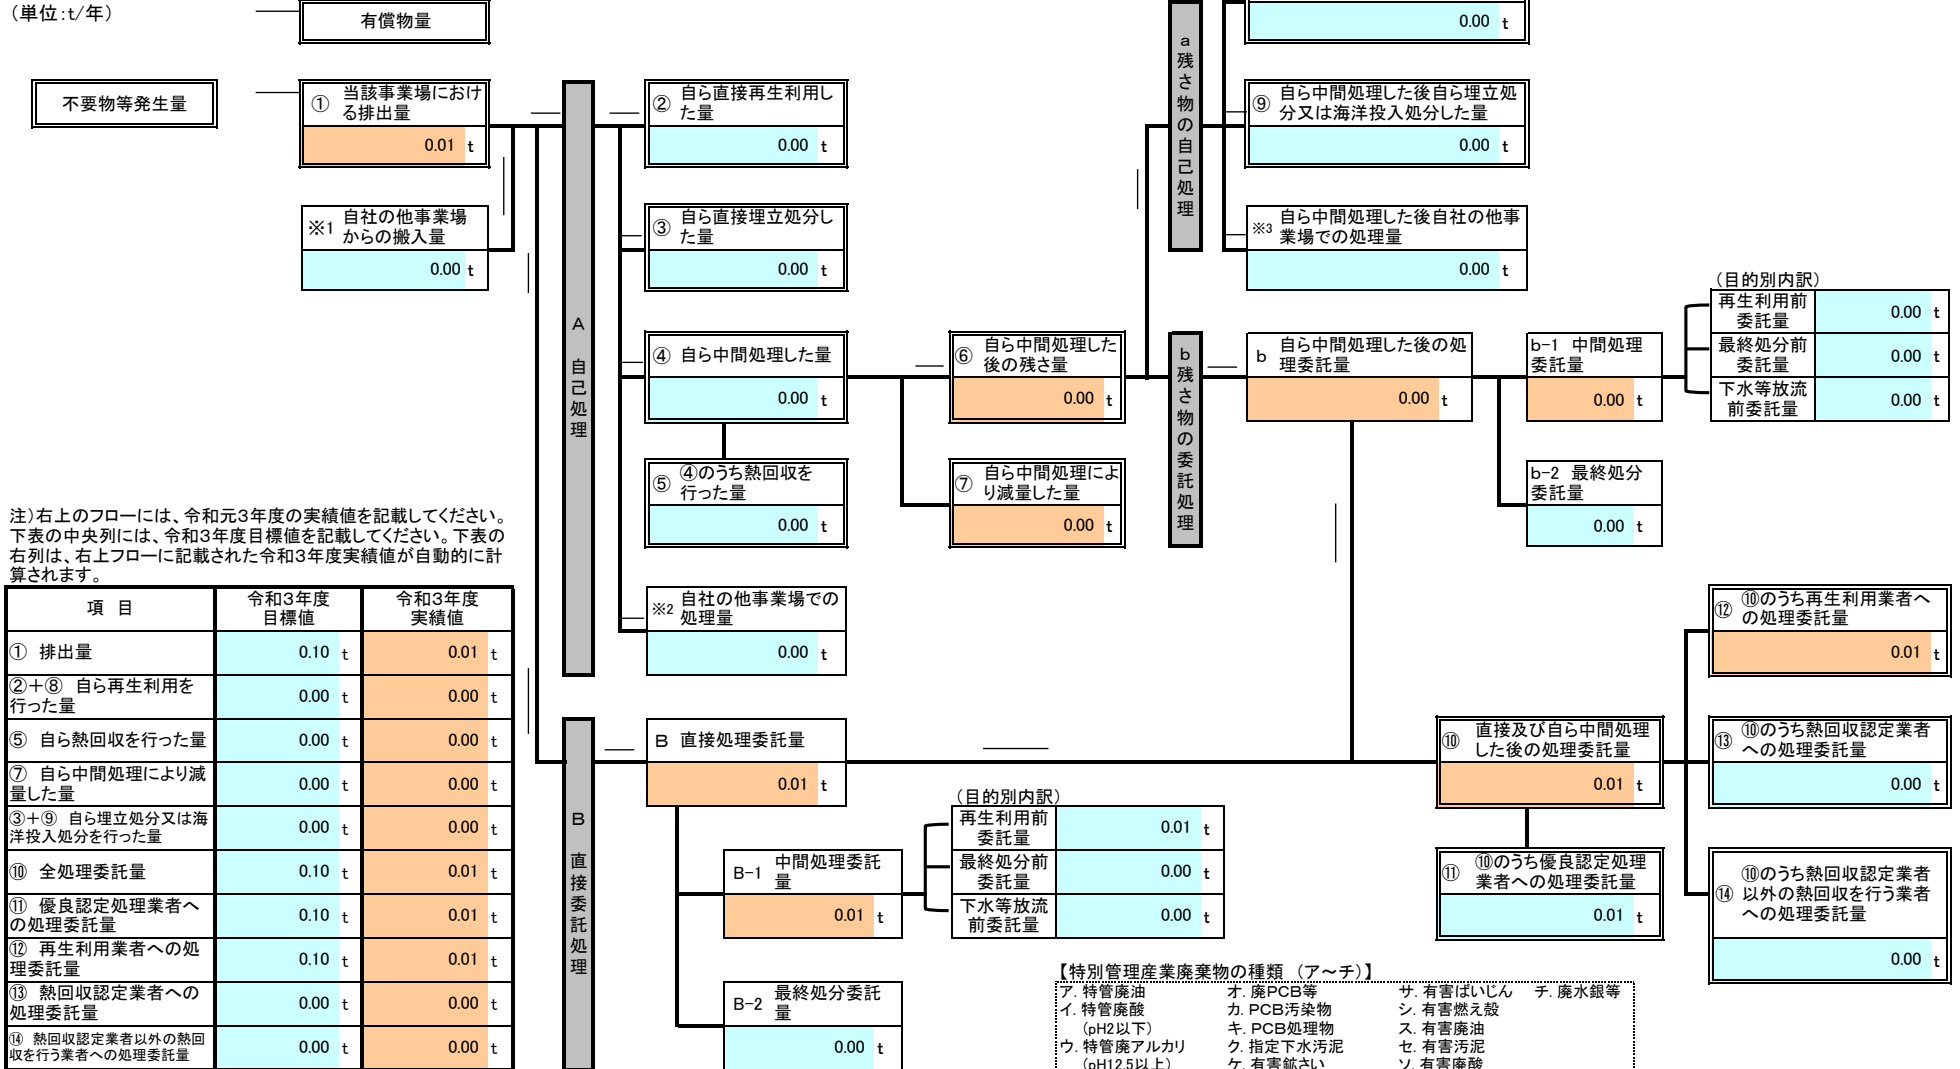 (単位:t/年)
有償物量
0.00 t
不要物等発生量
① 当該事業場におけ
る排出量
0.01 t
※1 自社の他事業場
からの搬入量
0.00 t
A 自己処理
② 自ら直接再生利用し
た量
0.00 t
③ 自ら直接埋立処分し
た量
0.00 t
④ 自ら中間処理した量
0.00 t
⑤ ④のうち熱回収を
行った量
0.00 t
※2 自社の他事業場での
処理量
0.00 t
⑥ 自ら中間処理した
後の残さ量
0.00 t
⑦ 自ら中間処理によ
り減量した量
0.00 t
a 残さ物の自己処理
⑨ 自ら中間処理した後自ら埋立処
分又は海洋投入処分した量
0.00 t
※3 自ら中間処理した後自社の他事
業場での処理量
0.00 t
b 残さ物の委託処理
b 自ら中間処理した後の処
理委託量
0.00 t
b-1 中間処理
委託量
0.00 t
b-2 最終処分
委託量
0.00 t
(目的別内訳)
再生利用前
委託量 0.00 t
最終処分前
委託量 0.00 t
下水等放流
前委託量 0.00 t
注)右上のフローには、令和元3年度の実績値を記載してください。
下表の中央列には、令和3年度目標値を記載してください。下表の
右列は、右上フローに記載された令和3年度実績値が自動的に計
算されます。
項 目 令和3年度
目標値 令和3年度
実績値
① 排出量 0.10 t 0.01 t
②+⑧ 自ら再生利用を
行った量 0.00 t 0.00 t
⑤ 自ら熱回収を行った量 0.00 t 0.00 t
⑦ 自ら中間処理により減
量した量 0.00 t 0.00 t
③+⑨ 自ら埋立処分又は海
洋投入処分を行った量 0.00 t 0.00 t
⑩ 全処理委託量 0.10 t 0.01 t
⑪ 優良認定処理業者へ
の処理委託量 0.10 t 0.01 t
⑫ 再生利用業者への処
理委託量 0.10 t 0.01 t
⑬ 熱回収認定業者への
処理委託量 0.00 t 0.00 t
⑭ 熱回収認定業者以外の熱回
収を行う業者への処理委託量 0.00 t 0.00 t
B 直接委託処理
B 直接処理委託量
0.01 t
B-1 中間処理委託
量
0.01 t
B-2 最終処分委託
量
0.00 t
(目的別内訳)
再生利用前
委託量 0.01 t
最終処分前
委託量 0.00 t
下水等放流
前委託量 0.00 t
⑩ 直接及び自ら中間処理
した後の処理委託量
0.01 t
⑪ ⑩のうち優良認定処理
業者への処理委託量
0.01 t
⑫ ⑩のうち再生利用業者へ
の処理委託量
0.01 t
⑬ ⑩のうち熱回収認定業者
への処理委託量
0.00 t
⑭ ⑩のうち熱回収認定業者
以外の熱回収を行う業者
への処理委託量
0.00 t
【特別管理産業廃棄物の種類 (ア~チ)】
ア. 特管廃油 オ. 廃PCB等 サ. 有害ばいじん チ. 廃水銀等
イ. 特管廃酸 カ. PCB汚染物 シ. 有害燃え殻
(pH2以下) キ. PCB処理物 ス. 有害廃油
ウ. 特管廃アルカリ ク. 指定下水汚泥 セ. 有害汚泥
(pH12.5以上) ケ. 有害鉱さい ソ. 有害廃酸